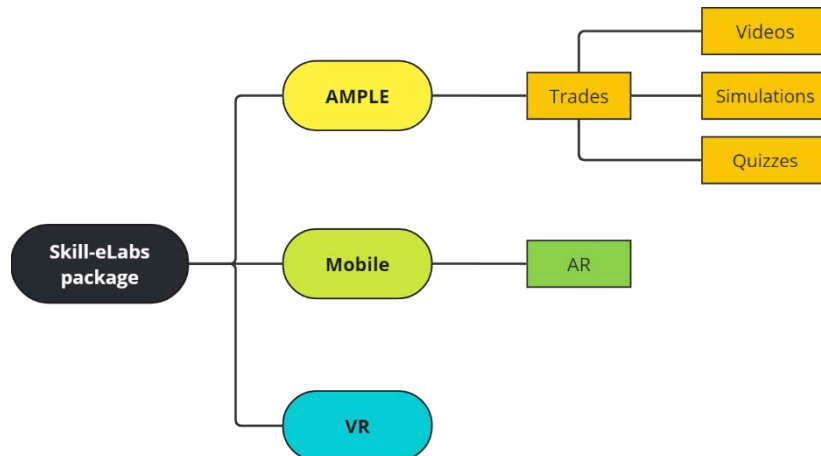 Videos
AMPLE
Trades
Simulations
Quizzes
Skill-eLabs
package
Mobile
AR
VR